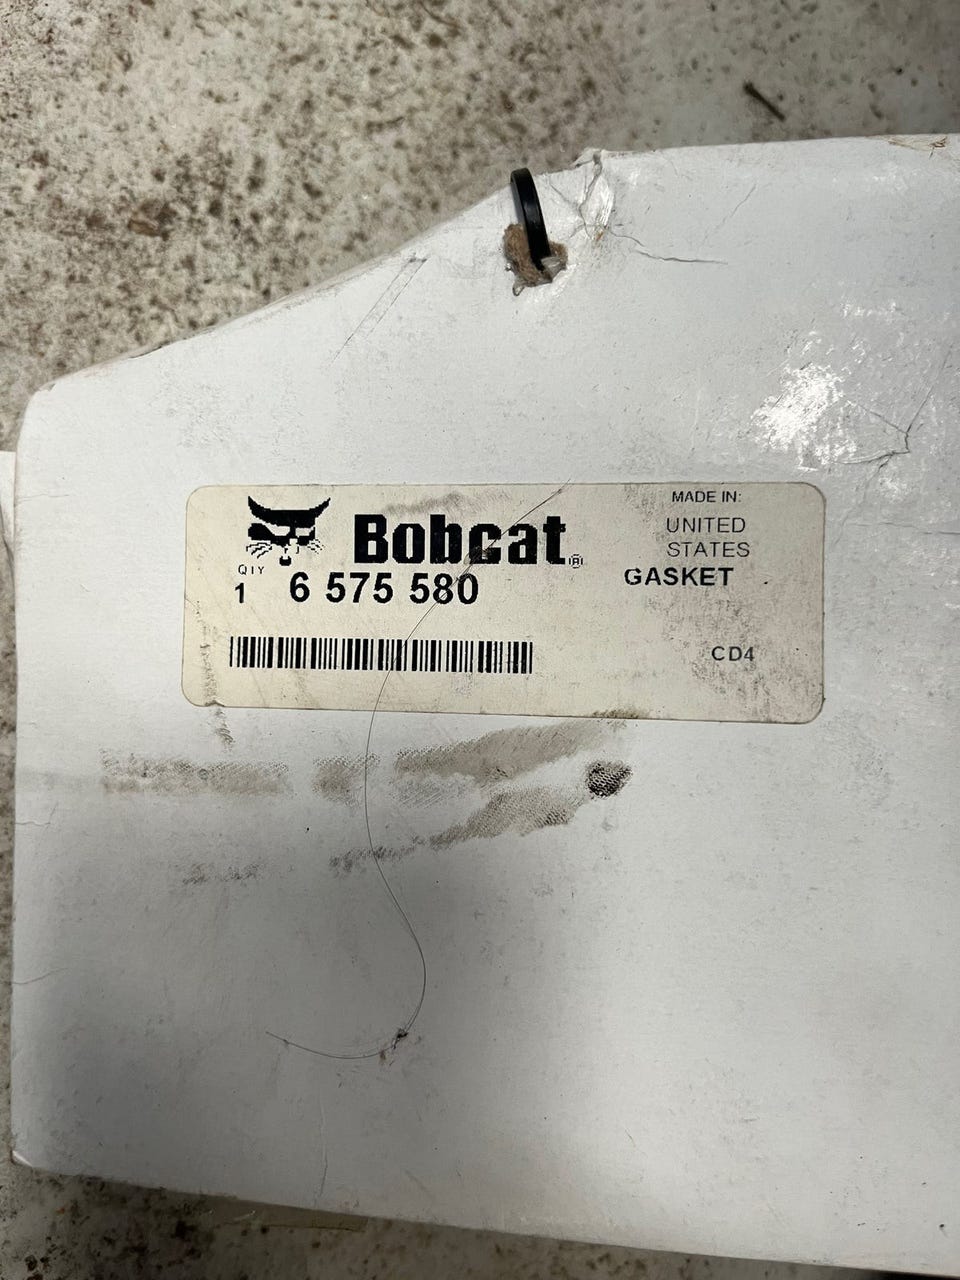 Bobcat®
MADE IN:
UNITED
STATES
QTY
1 6 575 580
GASKET
CD4